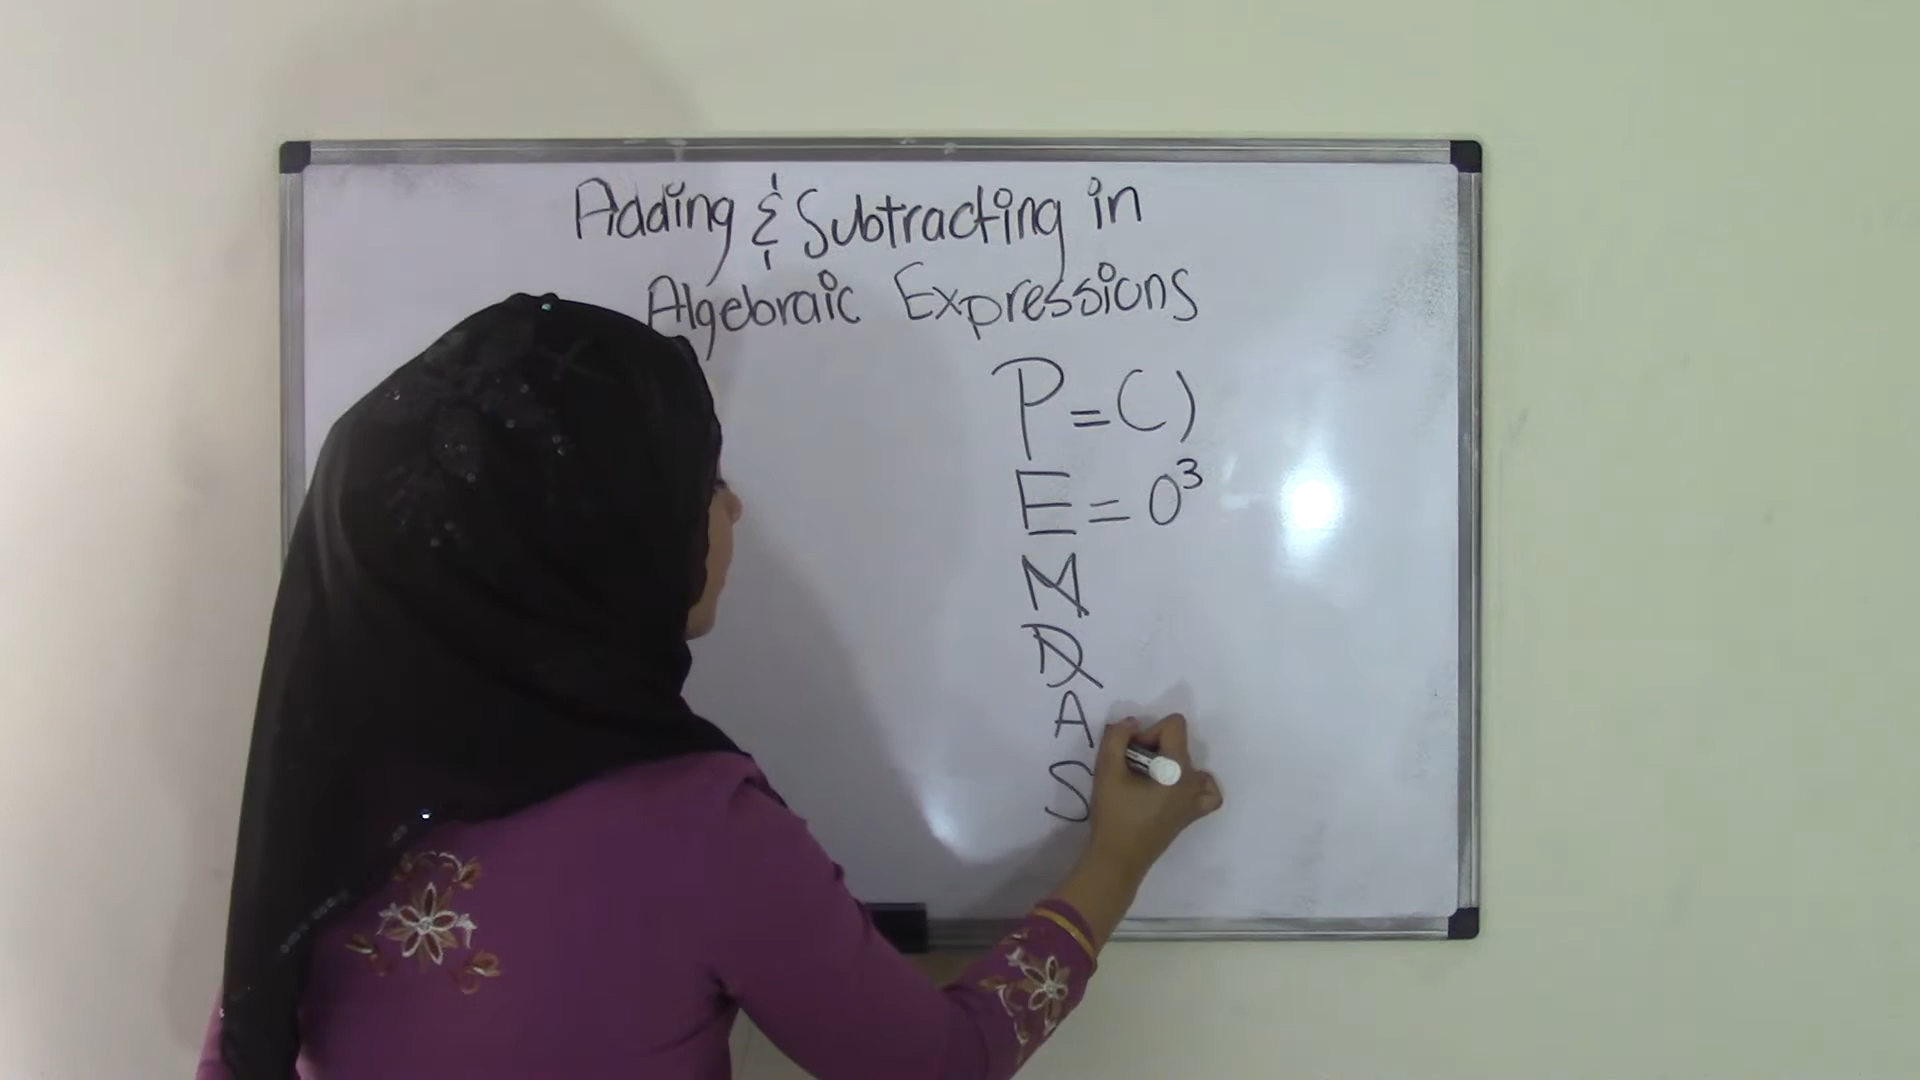 Adding & Subtracting in
Algebraic Expressions
P = ( )
E = 0³
M
D
A
S